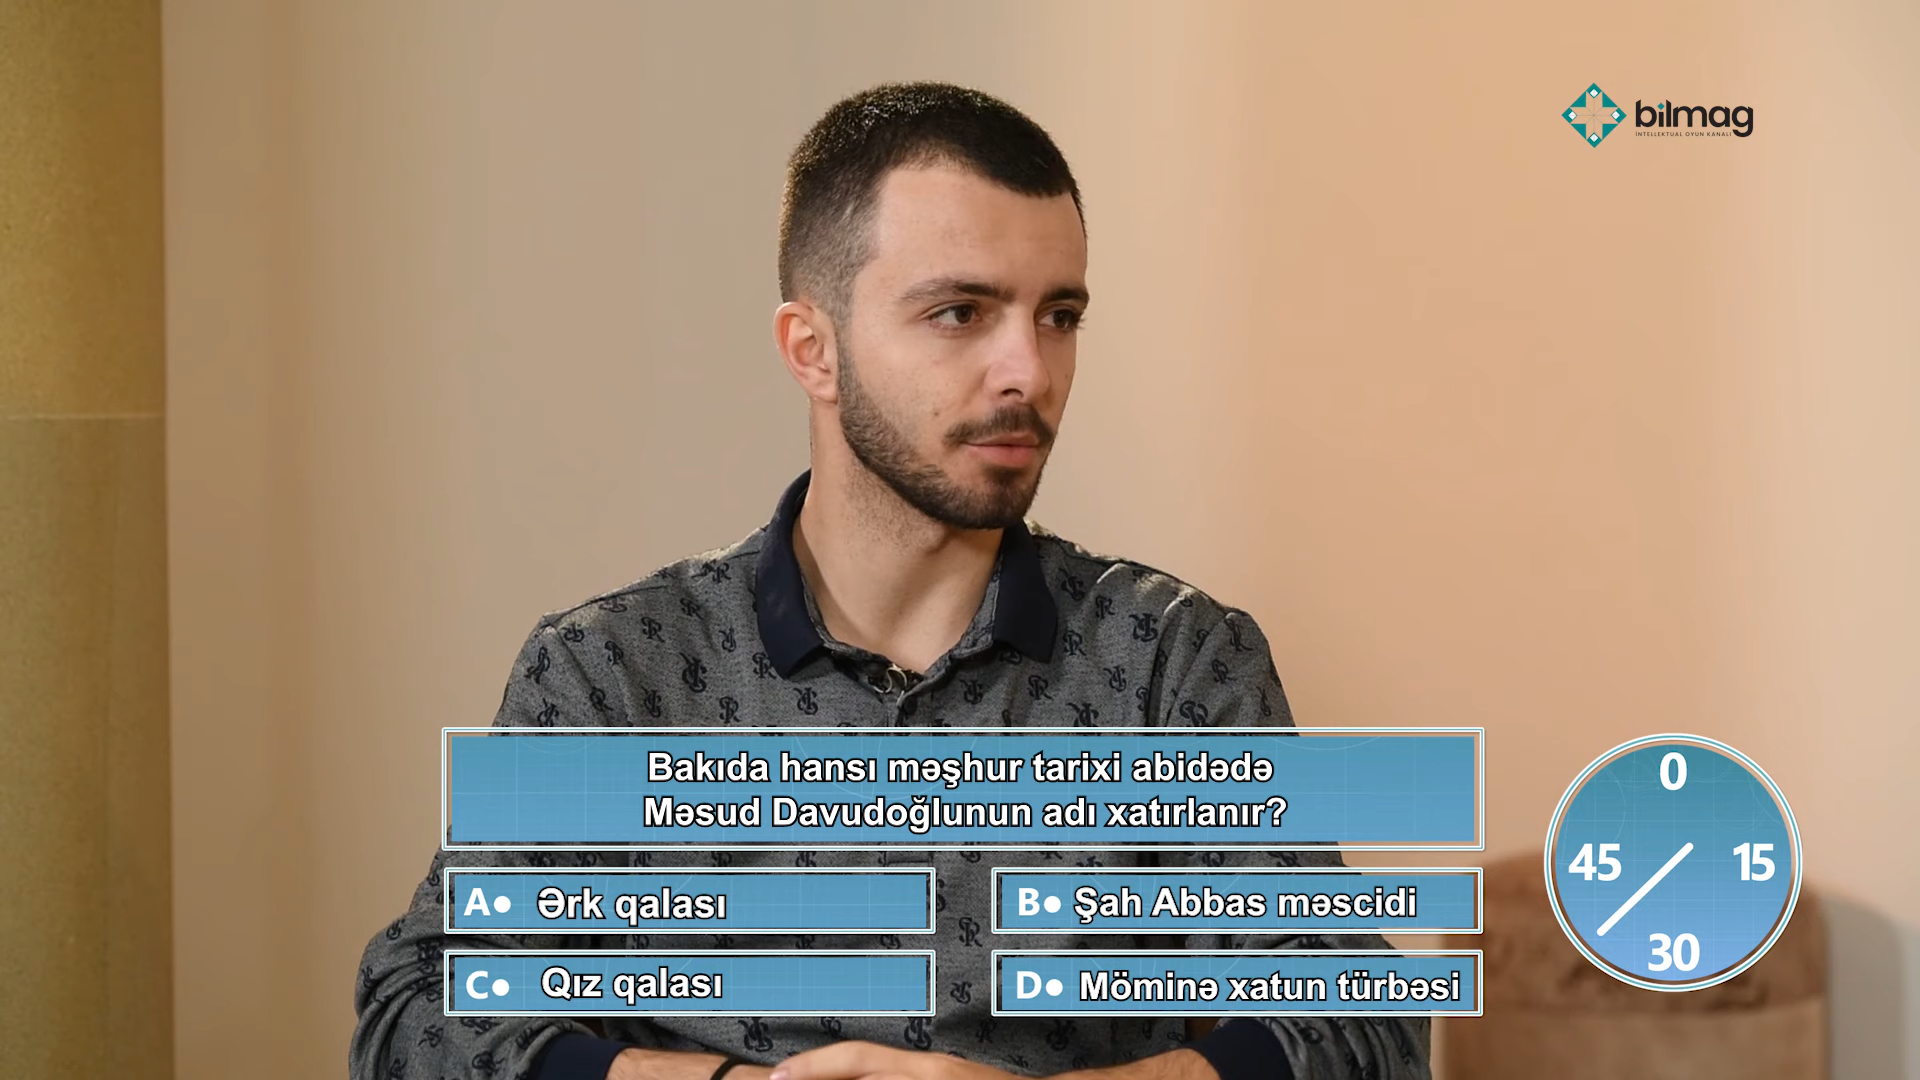 bilmag
INTELLEKTUAL OYUN KANALI
Bakıda hansı məşhur tarixi abidədə
Məsud Davudoğlunun adı xatırlanır?
A● Ərk qalası
B● Şah Abbas məscidi
C● Qız qalası
D● Möminə xatun türbəsi
0
45 15
30